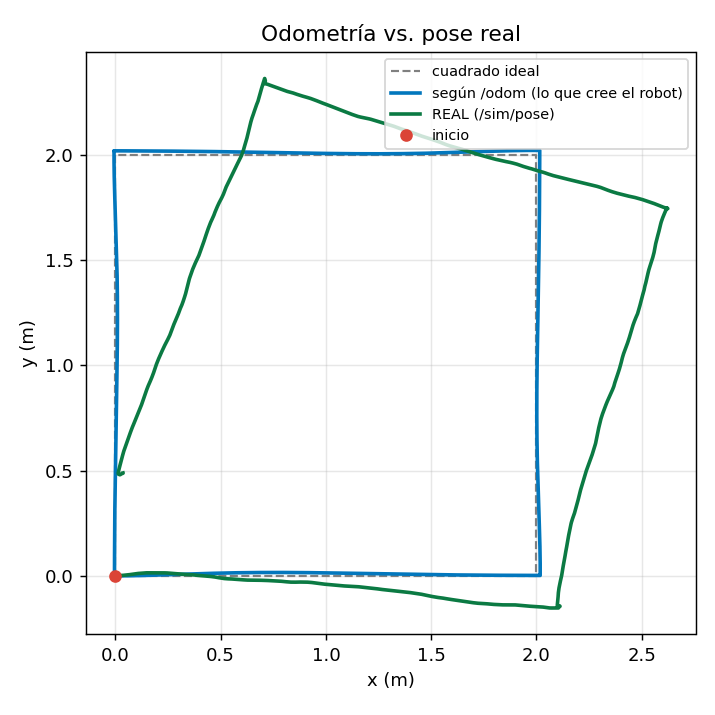 Odometría vs. pose real
cuadrado ideal
según /odom (lo que cree el robot)
REAL (/sim/pose)
inicio
2.0
1.5
1.0
0.5
0.0
y (m)
0.0 0.5 1.0 1.5 2.0 2.5
x (m)